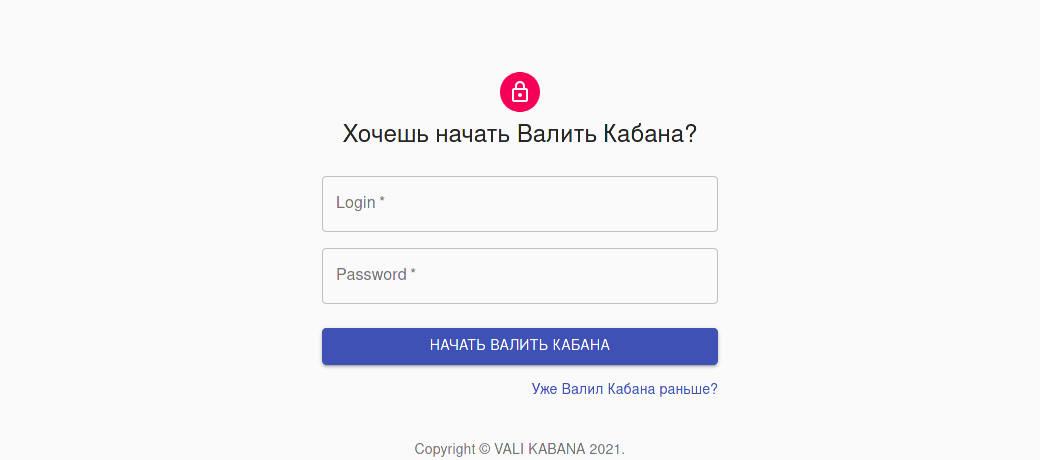 Хочешь начать Валить Кабана?
Login *
Password *
НАЧАТЬ ВАЛИТЬ КАБАНА
Уже Валил Кабана раньше?
Copyright © VALI KABANA 2021.